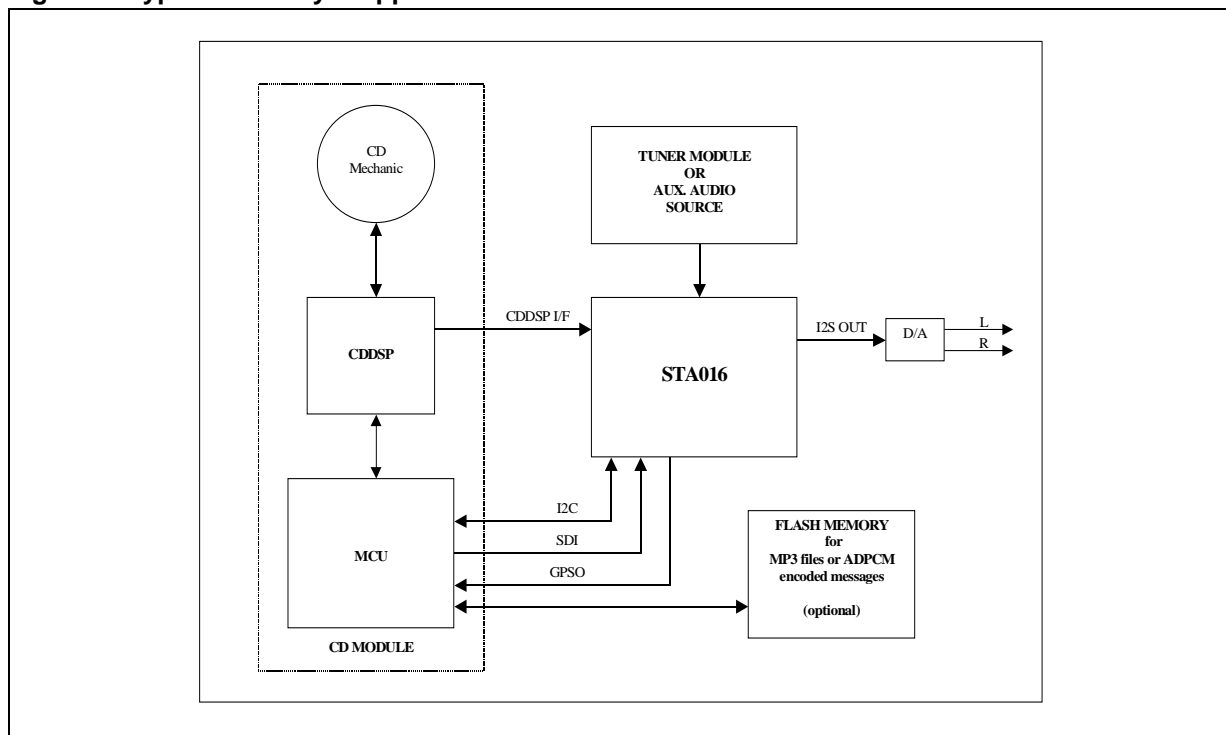 CD
Mechanic
TUNER MODULE
OR
AUX. AUDIO
SOURCE
CDDSP I/F
CDDSP
STA016
I2S OUT
D/A
L
R
I2C
SDI
GPSO
MCU
FLASH MEMORY
for
MP3 files or ADPCM
encoded messages
(optional)
CD MODULE